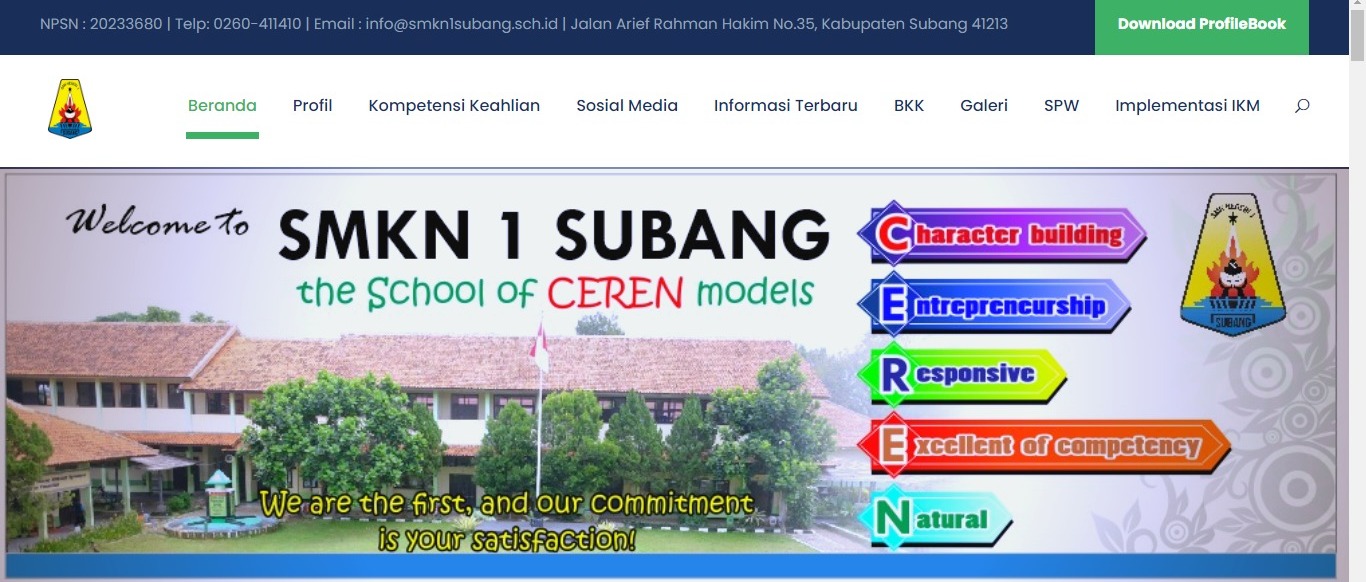 NPSN : 20233680 | Telp: 0260-411410 | Email : info@smkn1subang.sch.id | Jalan Arief Rahman Hakim No.35, Kabupaten Subang 41213
Download ProfileBook
Beranda
Profil
Kompetensi Keahlian
Sosial Media
Informasi Terbaru
BKK
Galeri
SPW
Implementasi IKM
Welcome to
SMKN 1 SUBANG
the School of CEREN models
Character building
Entrepreneurship
Responsive
Excellent of competency
Natural
SUBANG
We are the first, and our commitment
is your satisfaction!